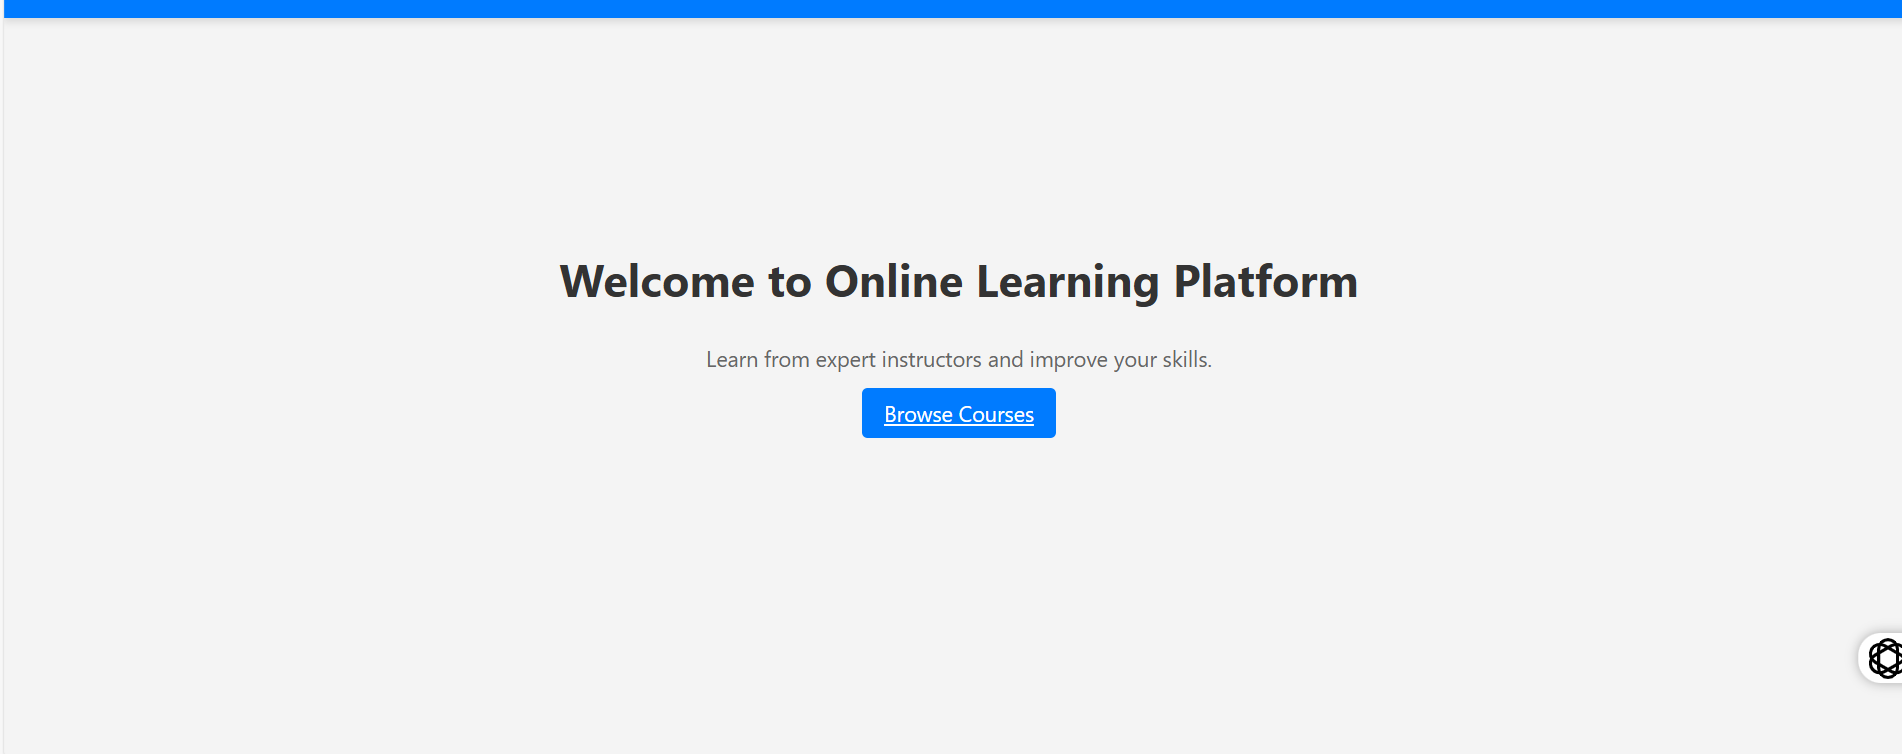 Welcome to Online Learning Platform
Learn from expert instructors and improve your skills.
Browse Courses